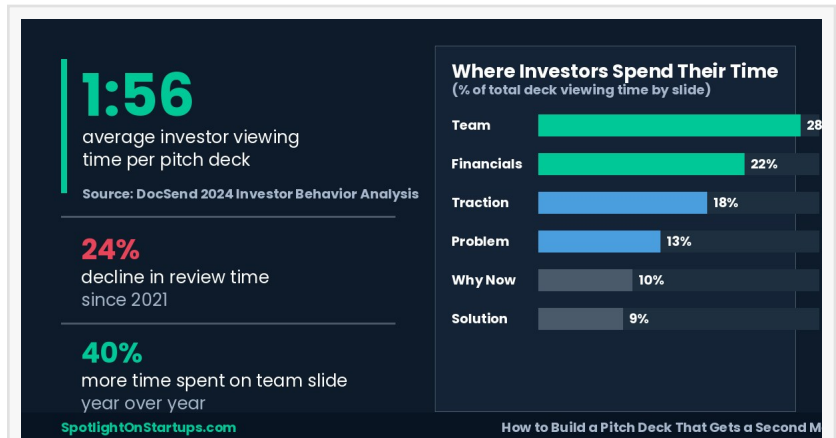 1:56
average investor viewing
time per pitch deck
Source: DocSend 2024 Investor Behavior Analysis
24%
decline in review time
since 2021
40%
more time spent on team slide
year over year
Where Investors Spend Their Time
(% of total deck viewing time by slide)
Team 28
Financials 22%
Traction 18%
Problem 13%
Why Now 10%
Solution 9%
SpotlightOnStartups.com
How to Build a Pitch Deck That Gets a Second